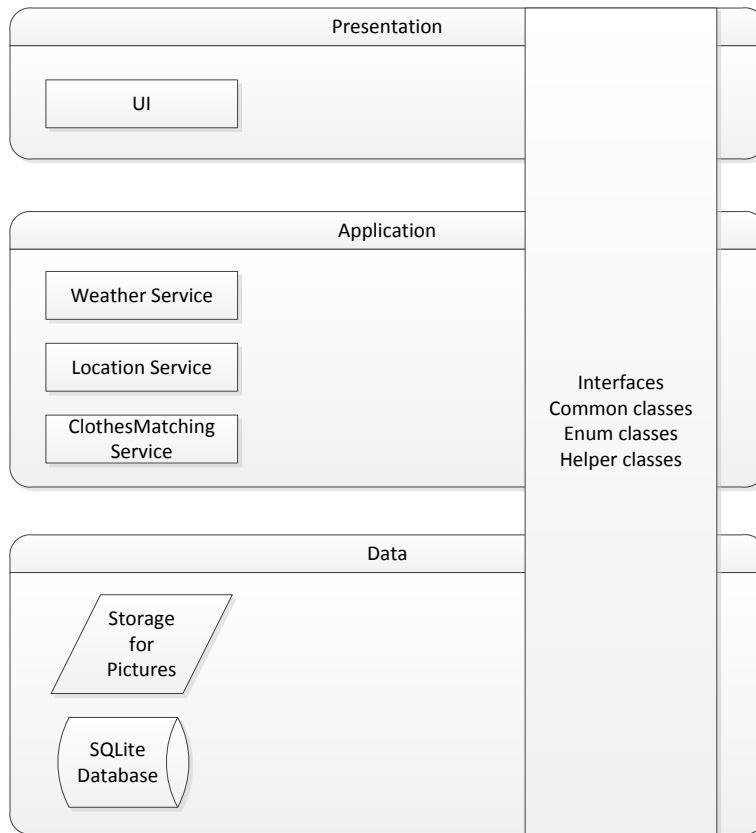 Presentation
UI
Application
Weather Service
Location Service
ClothesMatching
Service
Interfaces
Common classes
Enum classes
Helper classes
Data
Storage
for
Pictures
SQLite
Database